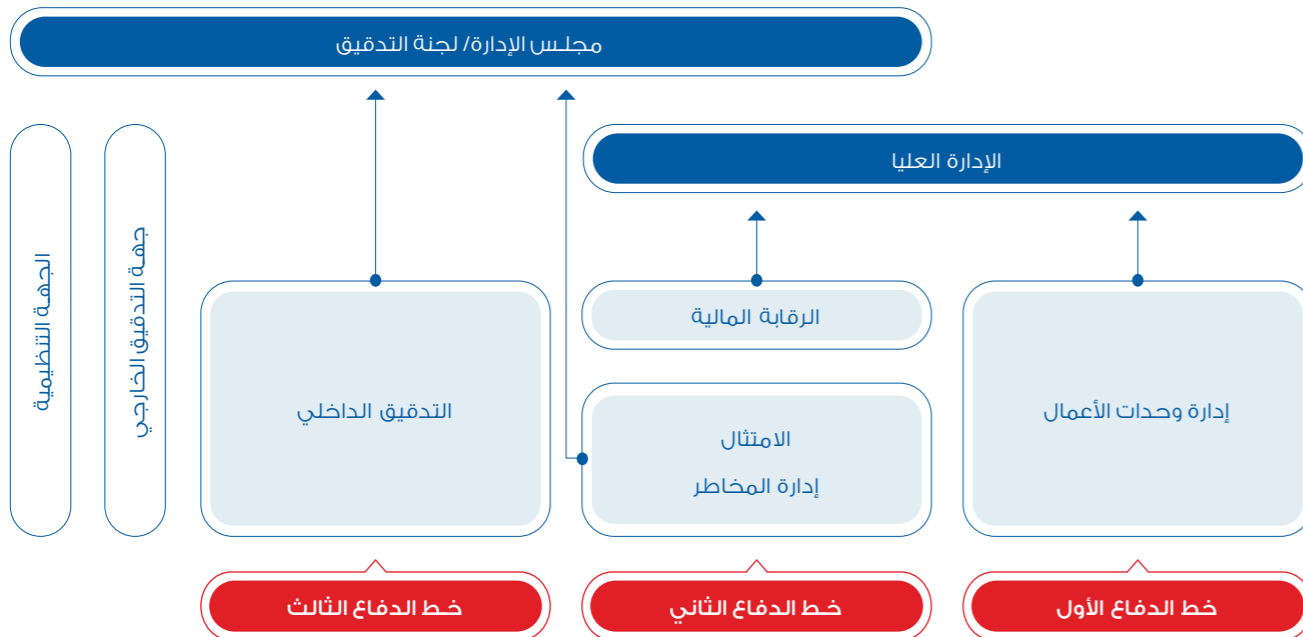 مجلس الإدارة/ لجنة التدقيق
الإدارة العليا
إدارة وحدات الأعمال
الرقابة المالية
الامتثال
إدارة المخاطر
التدقيق الداخلي
جهة التدقيق الخارجي
الجهة التنظيمية
خط الدفاع الأول
خط الدفاع الثاني
خط الدفاع الثالث